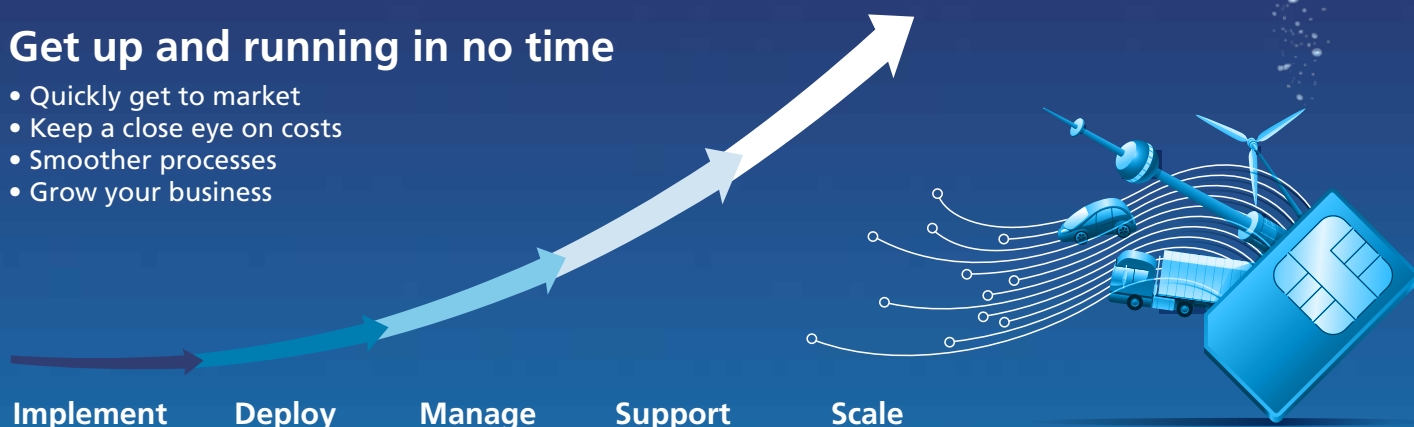 Get up and running in no time
• Quickly get to market
• Keep a close eye on costs
• Smoother processes
• Grow your business
Implement Deploy Manage Support Scale